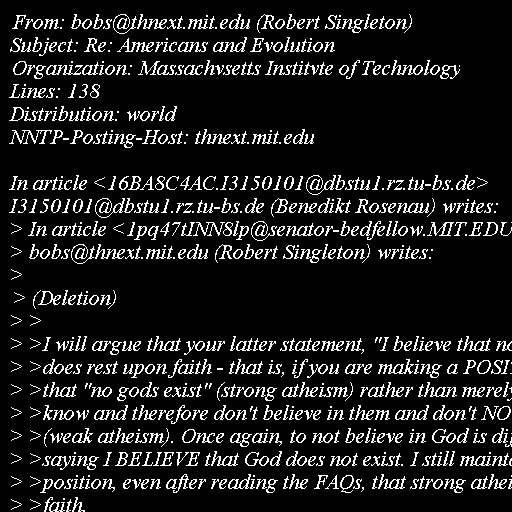 From: bobs@thnext.mit.edu (Robert Singleton)
Subject: Re: Americans and Evolution
Organization: Massachvsetts Institvte of Technology
Lines: 138
Distribution: world
NNTP-Posting-Host: thnext.mit.edu

In article <16BA8C4AC.I3150101@dbstu1.rz.tu-bs.de>
I3150101@dbstu1.rz.tu-bs.de (Benedikt Rosenau) writes:
> In article <1pq47tINN8lp@senator-bedfellow.MIT.EDU
> bobs@thnext.mit.edu (Robert Singleton) writes:
>
> (Deletion)
> >
> >I will argue that your latter statement, "I believe that no
> >does rest upon faith - that is, if you are making a POSI
> >that "no gods exist" (strong atheism) rather than merely
> >know and therefore don't believe in them and don't NO
> >(weak atheism). Once again, to not believe in God is dif
> >saying I BELIEVE that God does not exist. I still mainta
> >position, even after reading the FAQs, that strong athei
> >faith.